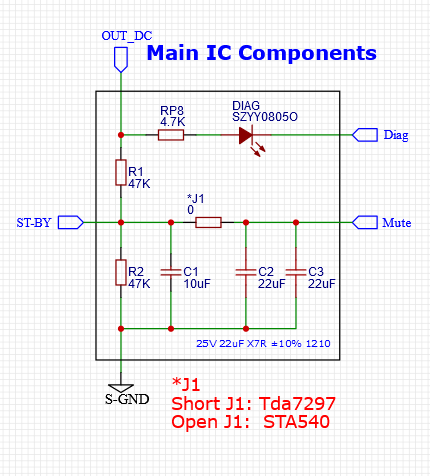 OUT_DC
Main IC Components
DIAG
SZYY0805O
RP8
4.7K
Diag
R1
47K
*J1
0
ST-BY
Mute
R2
47K
C1
10uF
C2
22uF
C3
22uF
25V 22uF X7R ±10% 1210
S-GND
*J1
Short J1: Tda7297
Open J1:  STA540